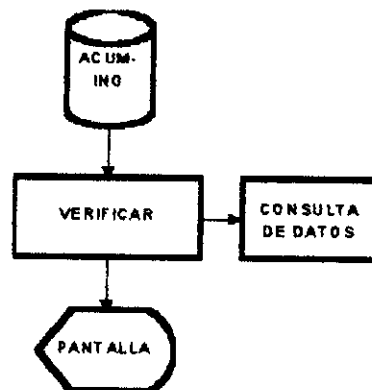 ACUM-
ING
VERIFICAR
CONSULTA
DE DATOS
PANTALLA